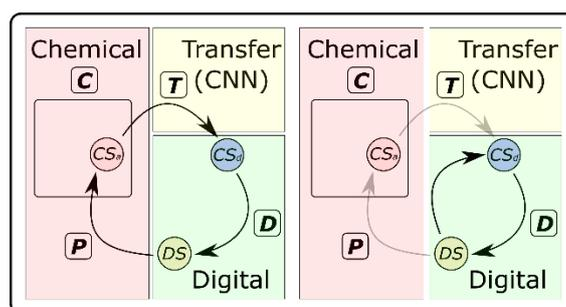 Chemical
C
Transfer
(CNN)
T
CSa
CSd
P
D
DS
Digital
Chemical
C
Transfer
(CNN)
T
CSa
CSd
P
D
DS
Digital